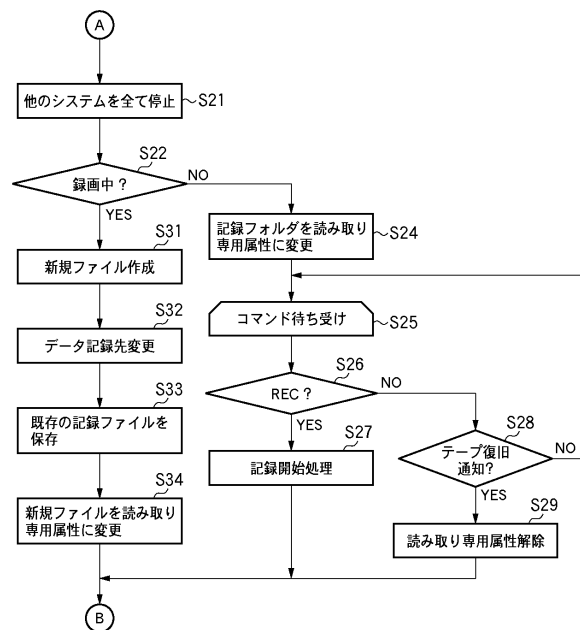 A
他のシステムを全て停止
S21
S22
録画中？
NO
YES
S31
新規ファイル作成
S32
データ記録先変更
S33
既存の記録ファイルを
保存
S34
新規ファイルを読み取り
専用属性に変更
記録フォルダを読み取り
専用属性に変更
S24
コマンド待ち受け
S25
S26
REC？
NO
YES
S27
記録開始処理
S28
テープ復旧
通知？
NO
YES
S29
読み取り専用属性解除
B